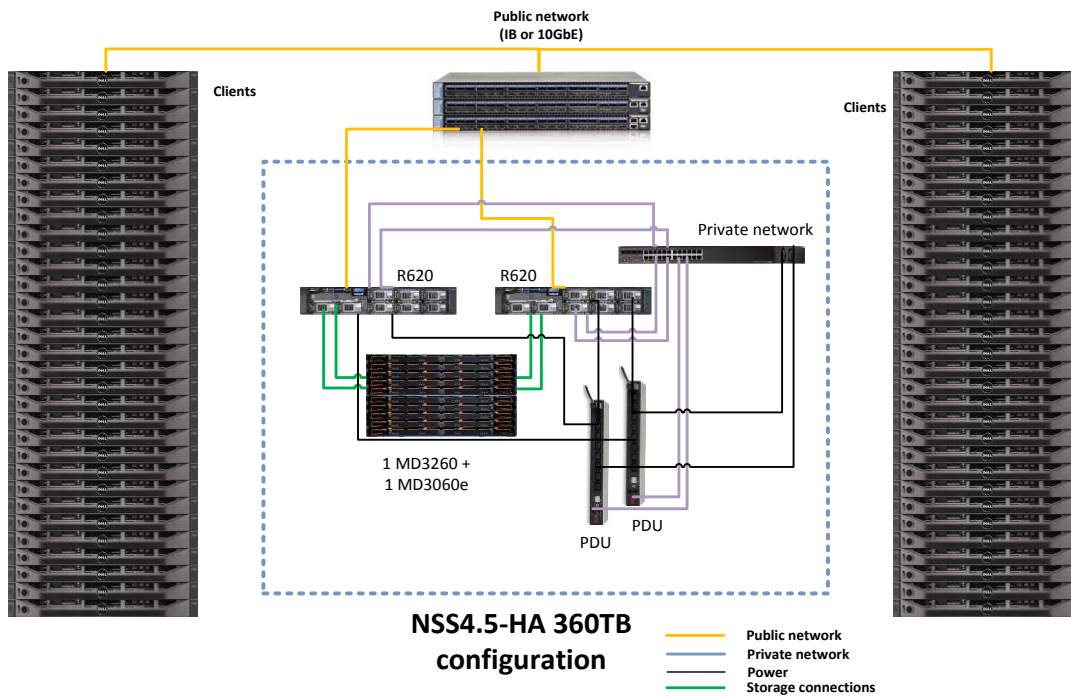 Public network
(IB or 10GbE)
Clients
Clients
Private network
R620
R620
1 MD3260 +
1 MD3060e
PDU
PDU
NSS4.5-HA 360TB
configuration
Public network
Private network
Power
Storage connections